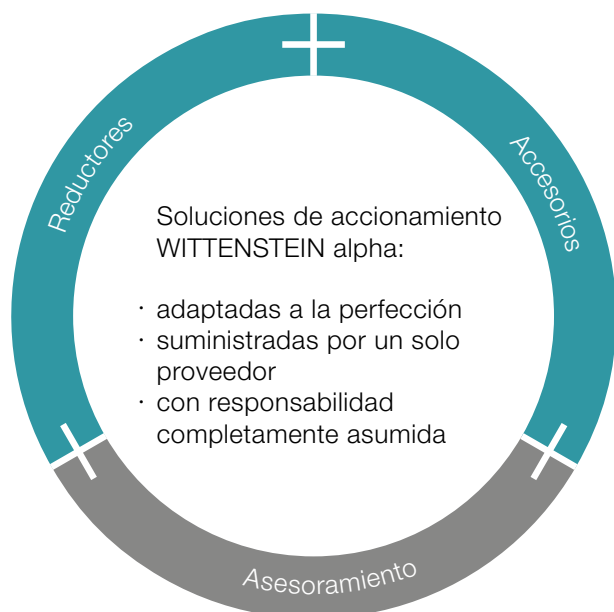 Reductores
Accesorios
Soluciones de accionamiento
WITTENSTEIN alpha:
· adaptadas a la perfección
· suministradas por un solo
proveedor
· con responsabilidad
completamente asumida
Asesoramiento